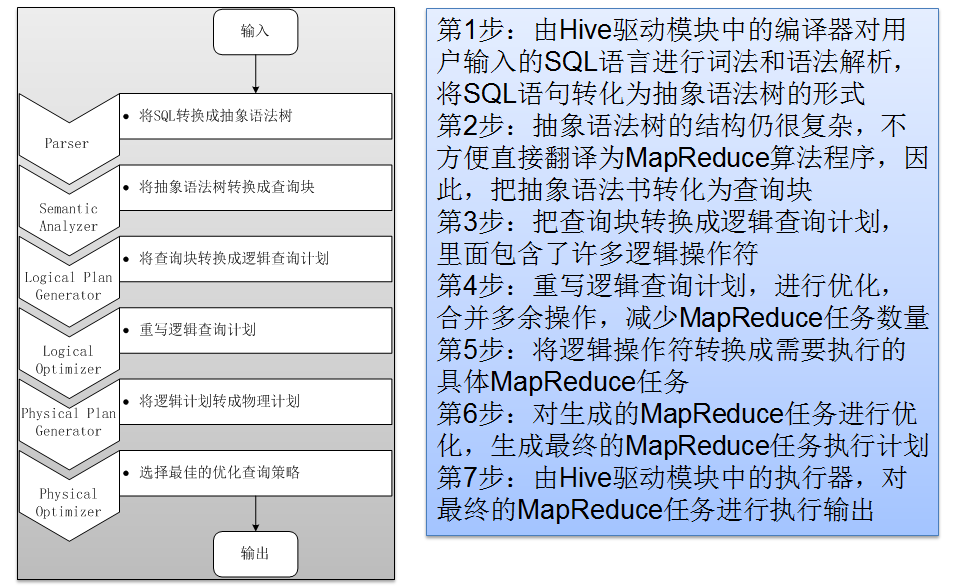 输入
Parser
• 将SQL转换成抽象语法树
Semantic
Analyzer
• 将抽象语法树转换成查询块
Logical Plan
Generator
• 将查询块转换成逻辑查询计划
Logical
Optimizer
• 重写逻辑查询计划
Physical Plan
Generator
• 将逻辑计划转成物理计划
Physical
Optimizer
• 选择最佳的优化查询策略
输出
第1步：由Hive驱动模块中的编译器对用
户输入的SQL语言进行词法和语法解析，
将SQL语句转化为抽象语法树的形式
第2步：抽象语法树的结构仍很复杂，不
方便直接翻译为MapReduce算法程序，因
此，把抽象语法书转化为查询块
第3步：把查询块转换成逻辑查询计划，
里面包含了许多逻辑操作符
第4步：重写逻辑查询计划，进行优化，
合并多余操作，减少MapReduce任务数量
第5步：将逻辑操作符转换成需要执行的
具体MapReduce任务
第6步：对生成的MapReduce任务进行优
化，生成最终的MapReduce任务执行计划
第7步：由Hive驱动模块中的执行器，对
最终的MapReduce任务进行执行输出